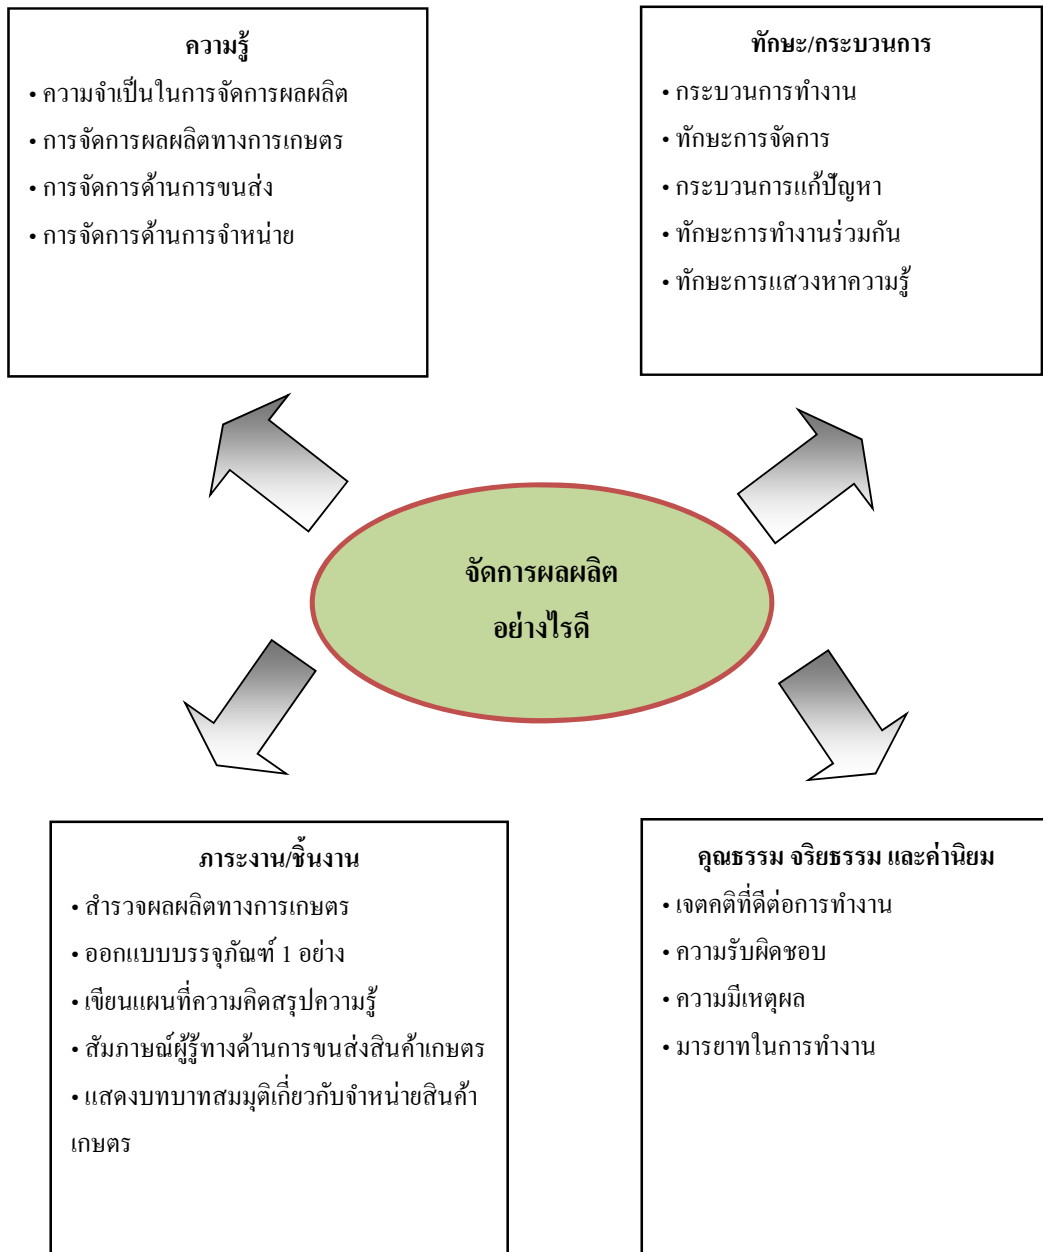 ความรู้
• ความจำเป็นในการจัดการผลผลิต
• การจัดการผลผลิตทางการเกษตร
• การจัดการด้านการขนส่ง
• การจัดการด้านการจำหน่าย
ทักษะ/กระบวนการ
• กระบวนการทำงาน
• ทักษะการจัดการ
• กระบวนการแก้ปัญหา
• ทักษะการทำงานร่วมกัน
• ทักษะการแสวงหาความรู้
จัดการผลผลิต
อย่างไรดี
ภาระงาน/ชิ้นงาน
• สำรวจผลผลิตทางการเกษตร
• ออกแบบบรรจุภัณฑ์ 1 อย่าง
• เขียนแผนที่ความคิดสรุปความรู้
• สัมภาษณ์ผู้รู้ทางด้านการขนส่งสินค้าเกษตร
• แสดงบทบาทสมมุติเกี่ยวกับจำหน่ายสินค้า
เกษตร
คุณธรรม จริยธรรม และค่านิยม
• เจตคติที่ดีต่อการทำงาน
• ความรับผิดชอบ
• ความมีเหตุผล
• มารยาทในการทำงาน